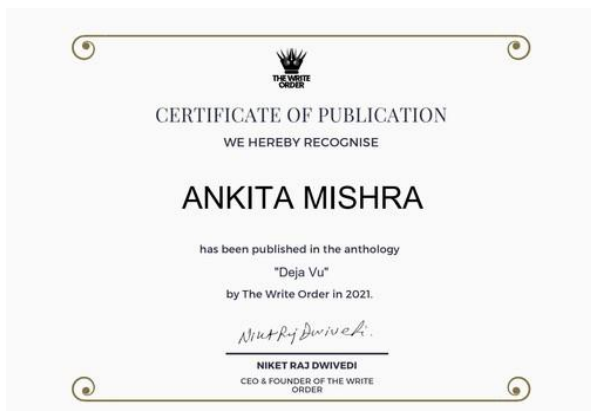 THE WRITE
ORDER
CERTIFICATE OF PUBLICATION
WE HEREBY RECOGNISE
ANKITA MISHRA
has been published in the anthology
"Deja Vu"
by The Write Order in 2021.
Niket Raj Dwivedi.
NIKET RAJ DWIVEDI
CEO & FOUNDER OF THE WRITE
ORDER